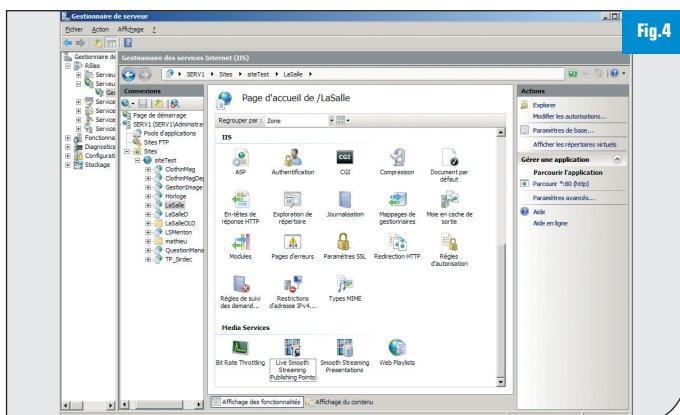 Fig.4
Gestionnaire de serveur
Fichier Action Affichage ?
Gestionnaire de
Rôles
Serveu
Serveu
Ges
Service
Service
Service
Service
Fonctionna
Diagnostics
Configurati
Stockage
Gestionnaire des services Internet (IIS)
SERV1 Sites siteTest LaSalle
Connexions
Page de démarrage
SERV1 (SERV1\Administra
Pools d'applications
Sites FTP
Sites
siteTest
ClothinMag
ClothinMagDe
GestionImage
Horloge
LaSalle
LaSalleD
LaSalleOLD
LSMenton
mathieu
QuestionMana
TP_Sirdec
Page d'accueil de /LaSalle
Regrouper par : Zone
IIS
ASP
Authentification
CGI
Compression
Document par défaut
En-têtes de réponse HTTP
Exploration de répertoire
Journalisation
Mappages de gestionnaires
Mise en cache de sortie
Modules
Pages d'erreurs
Paramètres SSL
Redirection HTTP
Règles d'autorisation
Règles de suivi des demand...
Restrictions d'adresse IPv4...
Types MIME
Media Services
Bit Rate Throttling
Live Smooth Streaming Publishing Points
Smooth Streaming Presentations
Web Playlists
Affichage des fonctionnalités
Affichage du contenu
Actions
Explorer
Modifier les autorisations...
Paramètres de base...
Afficher les répertoires virtuels
Gérer une application
Parcourir l'application
Parcourir *:80 (http)
Paramètres avancés...
Aide
Aide en ligne